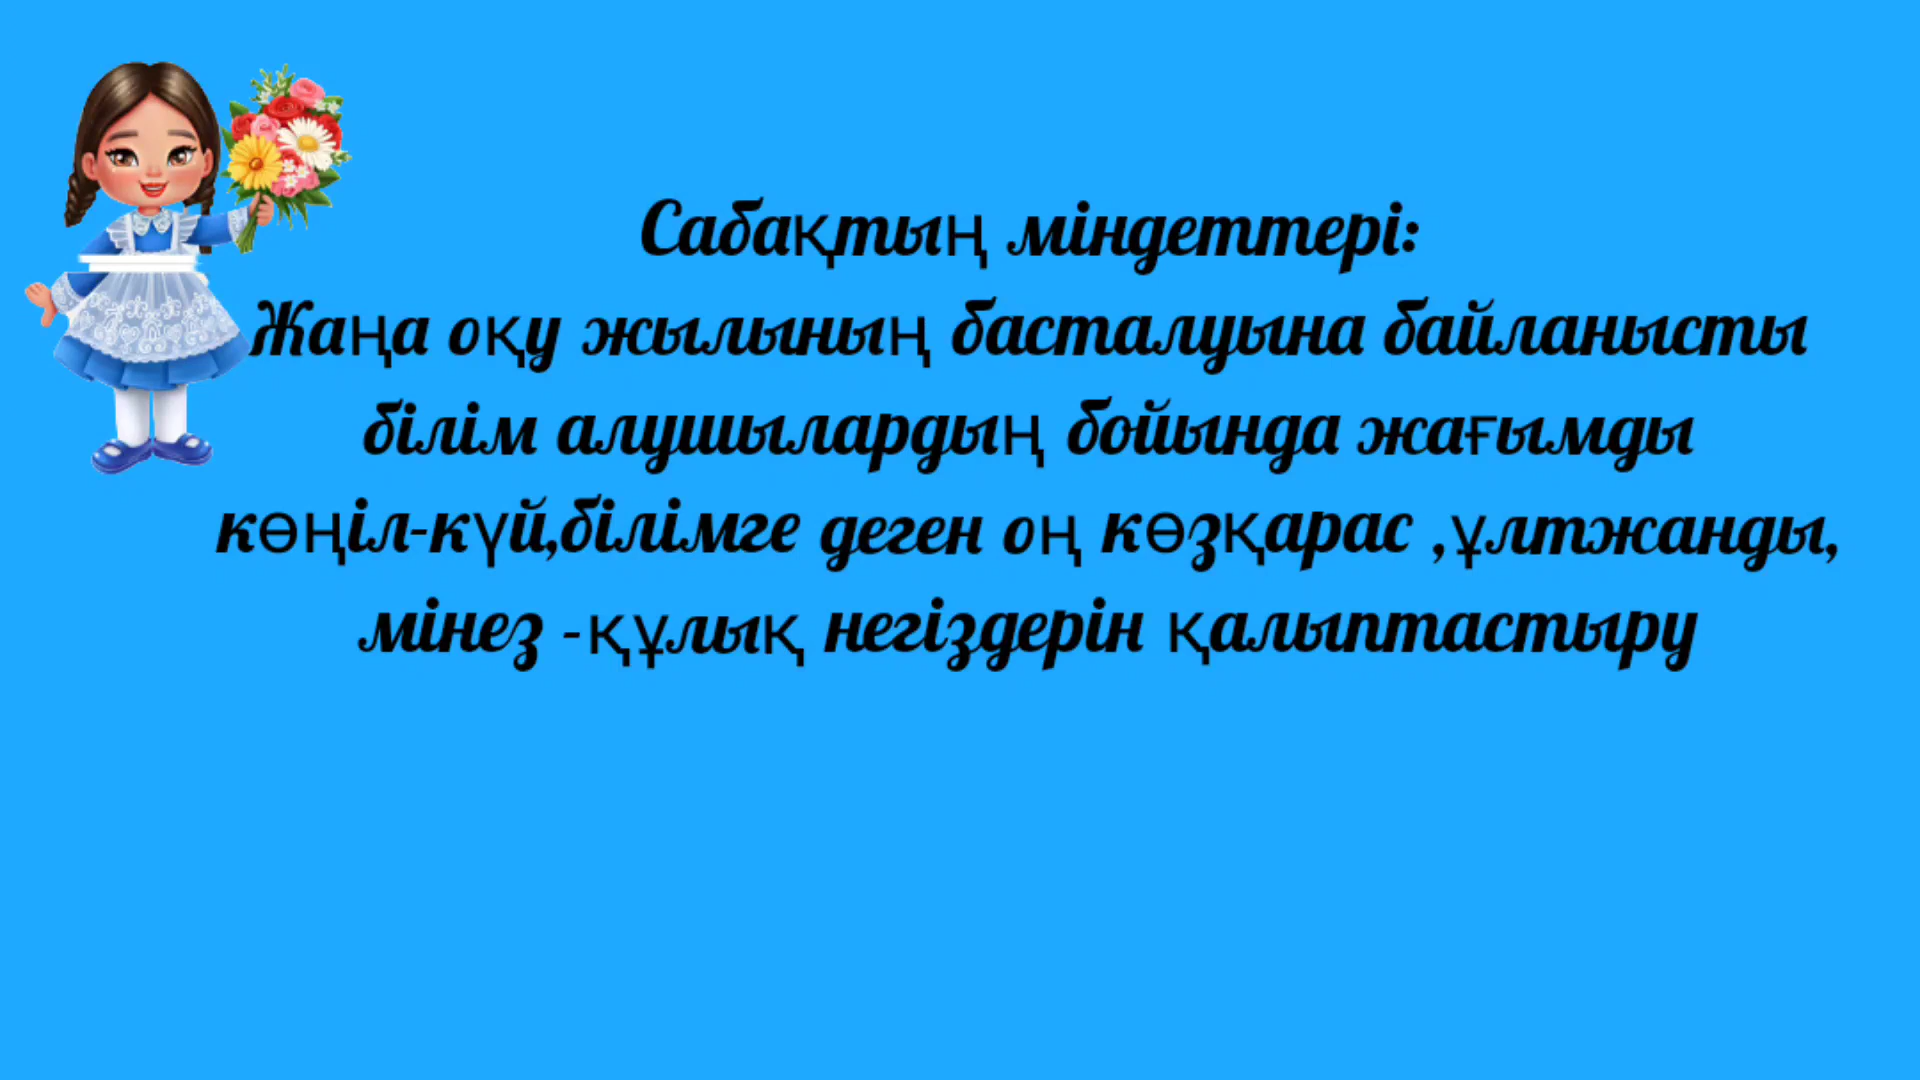 Сабақтың міндеттері:
Жаңа оқу жылының басталуына байланысты
білім алушылардың бойында жағымды
көңіл-күй,білімге деген оң көзқарас ,ұлтжанды,
мінез -құлық негіздерін қалыптастыру